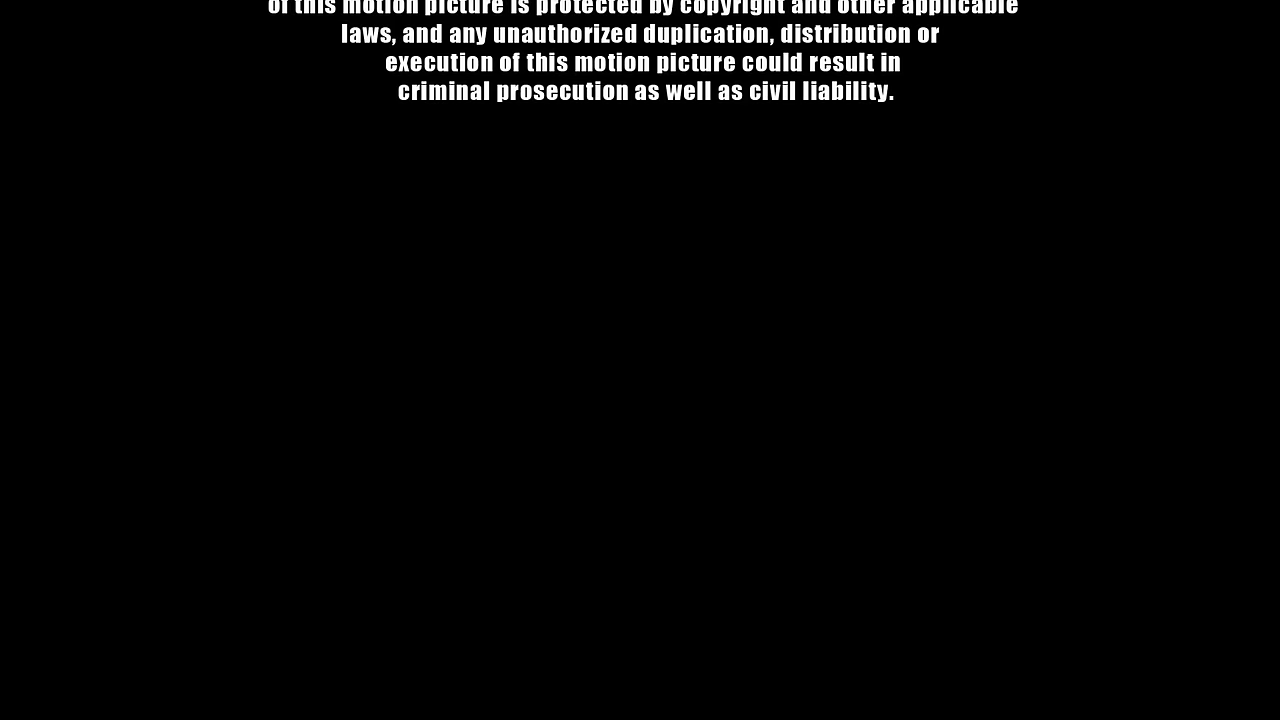 of this motion picture is protected by copyright and other applicable
laws, and any unauthorized duplication, distribution or
execution of this motion picture could result in
criminal prosecution as well as civil liability.